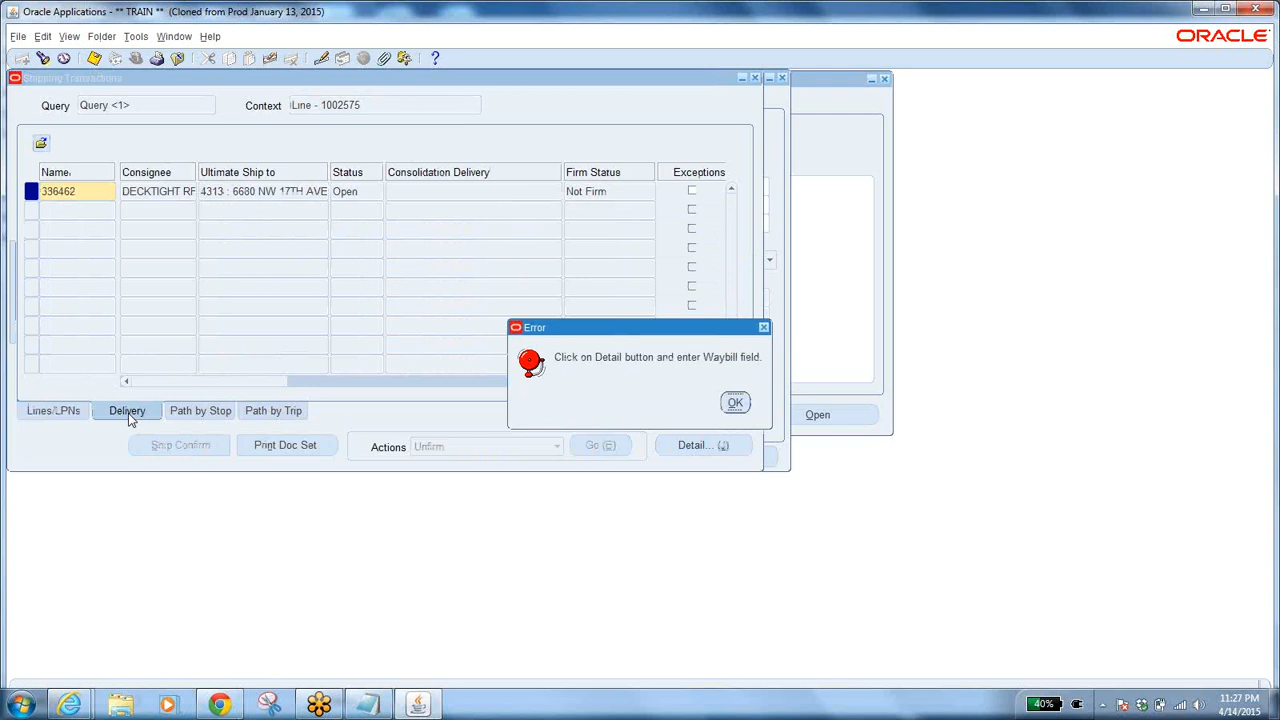 Oracle Applications - ** TRAIN ** (Cloned from Prod January 13, 2015)
File Edit View Folder Tools Window Help
ORACLE
Shipping Transactions
Query Query <1> Context Line - 1002575
Name Consignee Ultimate Ship to Status Consolidation Delivery Firm Status Exceptions
336462 DECKTIGHT RF 4313 : 6680 NW 17TH AVE Open Not Firm
Error
Click on Detail button and enter Waybill field.
OK
Lines/LPNs Delivery Path by Stop Path by Trip
Open
Ship Confirm Print Doc Set Actions Unfirm Go (E) Detail... (J)
40%
11:27 PM
4/14/2015